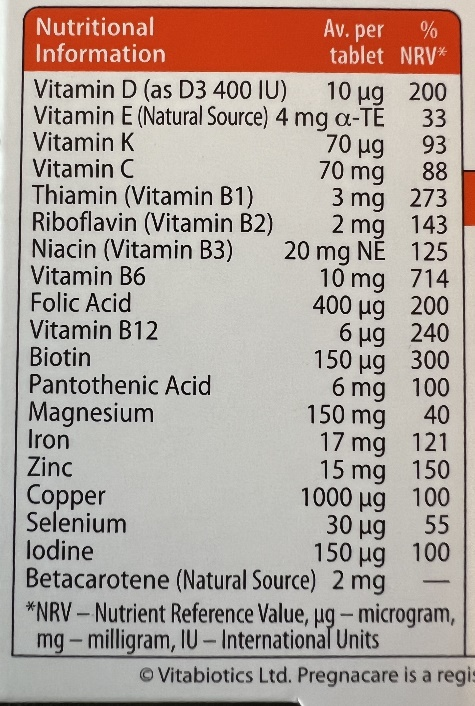 Nutritional Information Av. per tablet % NRV*
Vitamin D (as D3 400 IU) 10 µg 200
Vitamin E (Natural Source) 4 mg α-TE 33
Vitamin K 70 µg 93
Vitamin C 70 mg 88
Thiamin (Vitamin B1) 3 mg 273
Riboflavin (Vitamin B2) 2 mg 143
Niacin (Vitamin B3) 20 mg NE 125
Vitamin B6 10 mg 714
Folic Acid 400 µg 200
Vitamin B12 6 µg 240
Biotin 150 µg 300
Pantothenic Acid 6 mg 100
Magnesium 150 mg 40
Iron 17 mg 121
Zinc 15 mg 150
Copper 1000 µg 100
Selenium 30 µg 55
Iodine 150 µg 100
Betacarotene (Natural Source) 2 mg —
*NRV – Nutrient Reference Value, µg – microgram,
mg – milligram, IU – International Units
© Vitabiotics Ltd. Pregnacare is a